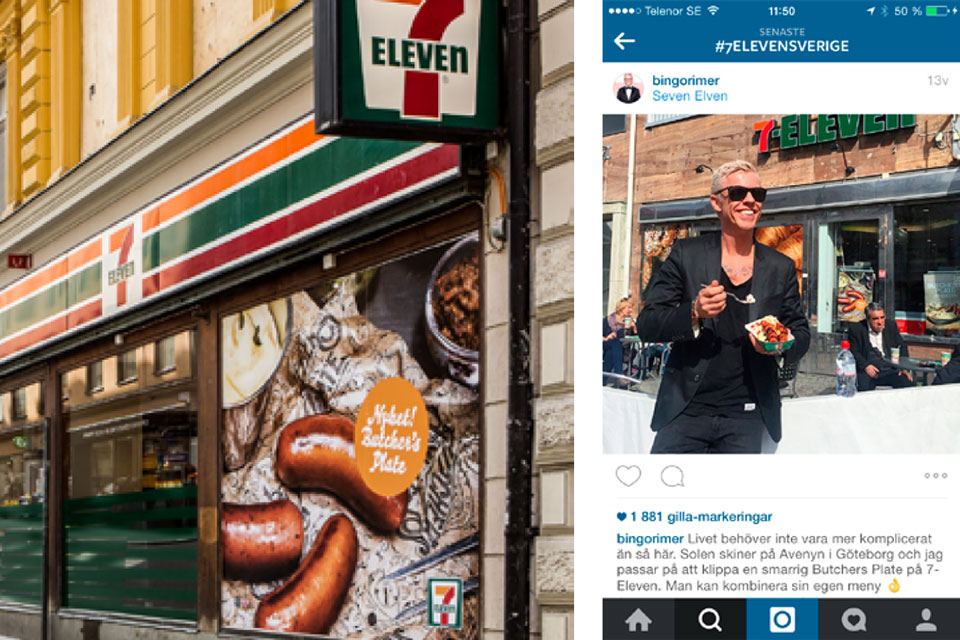 7
ELEVEN
®
7
ELEVEN
Nyhet!
Butcher's
Plate
7
ELEVEN
Telenor SE
11:50
50 %
SENASTE
#7ELEVENSVERIGE
bingorimer
13v
Seven Elven
7-ELEVEN
1 881 gilla-markeringar
bingorimer Livet behöver inte vara mer komplicerat
än så här. Solen skiner på Avenyn i Göteborg och jag
passar på att klippa en smarrig Butchers Plate på 7-
Eleven. Man kan kombinera sin egen meny 👌